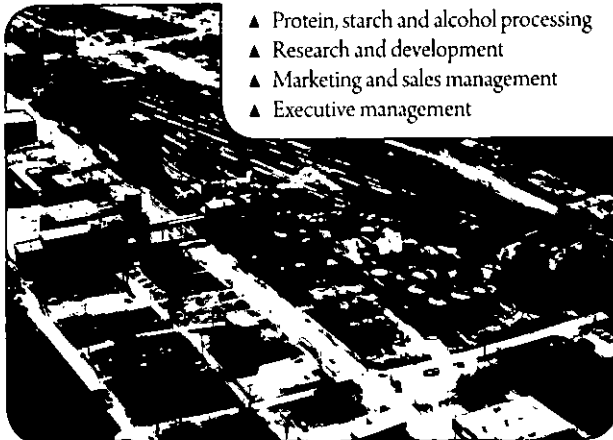 ▲ Protein, starch and alcohol processing
▲ Research and development
▲ Marketing and sales management
▲ Executive management